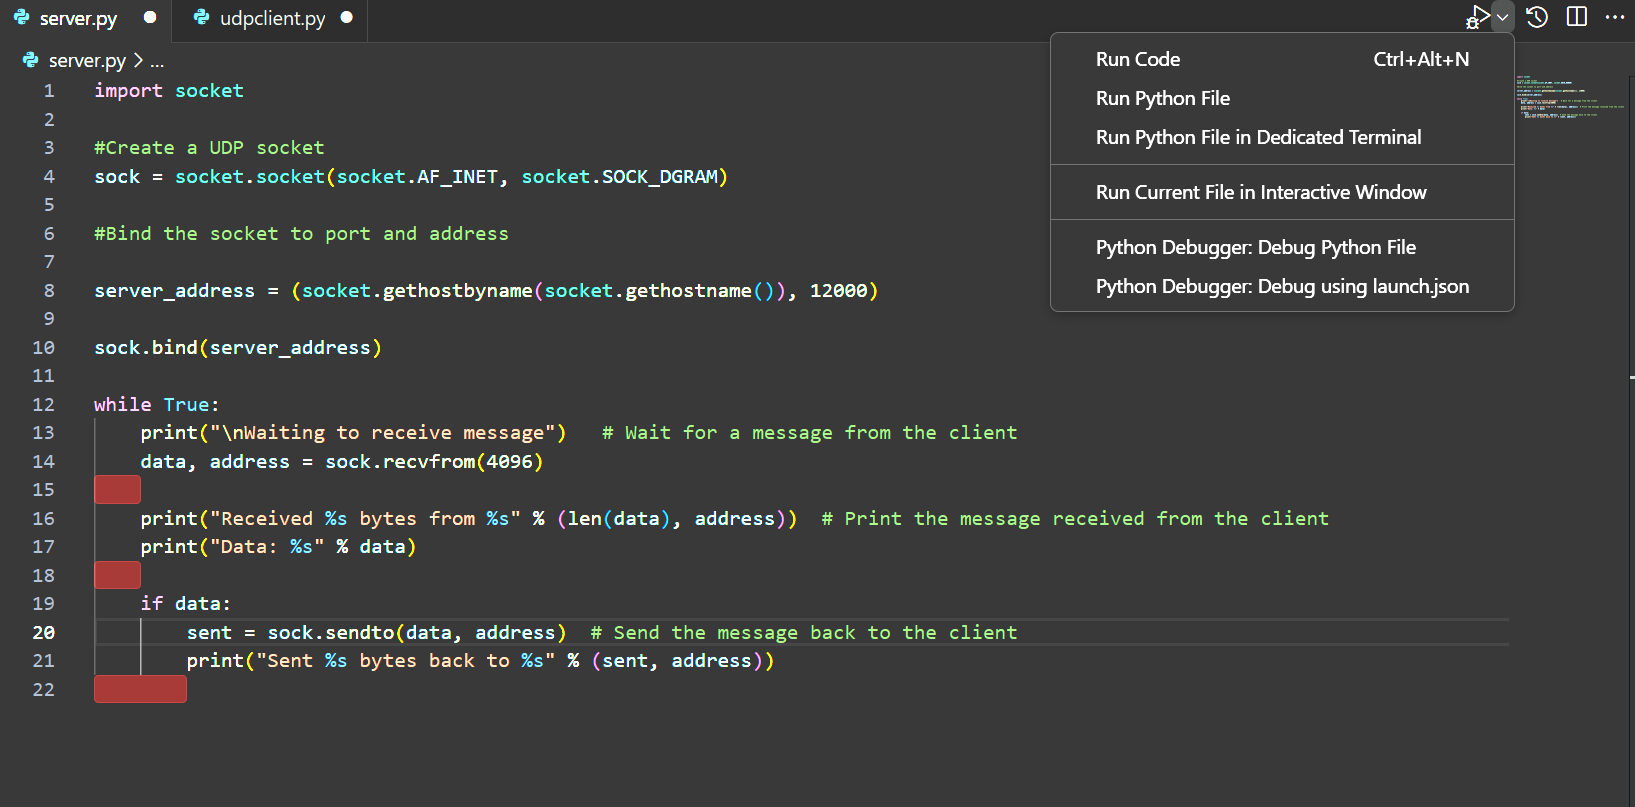 server.py
udpclient.py
server.py > ...
1 import socket
2
3 #Create a UDP socket
4 sock = socket.socket(socket.AF_INET, socket.SOCK_DGRAM)
5
6 #Bind the socket to port and address
7
8 server_address = (socket.gethostbyname(socket.gethostname()), 12000)
9
10 sock.bind(server_address)
11
12 while True:
13     print("\nWaiting to receive message")   # Wait for a message from the client
14     data, address = sock.recvfrom(4096)
15
16     print("Received %s bytes from %s" % (len(data), address))  # Print the message received from the client
17     print("Data: %s" % data)
18
19     if data:
20         sent = sock.sendto(data, address)  # Send the message back to the client
21         print("Sent %s bytes back to %s" % (sent, address))
22
Run Code Ctrl+Alt+N
Run Python File
Run Python File in Dedicated Terminal
Run Current File in Interactive Window
Python Debugger: Debug Python File
Python Debugger: Debug using launch.json